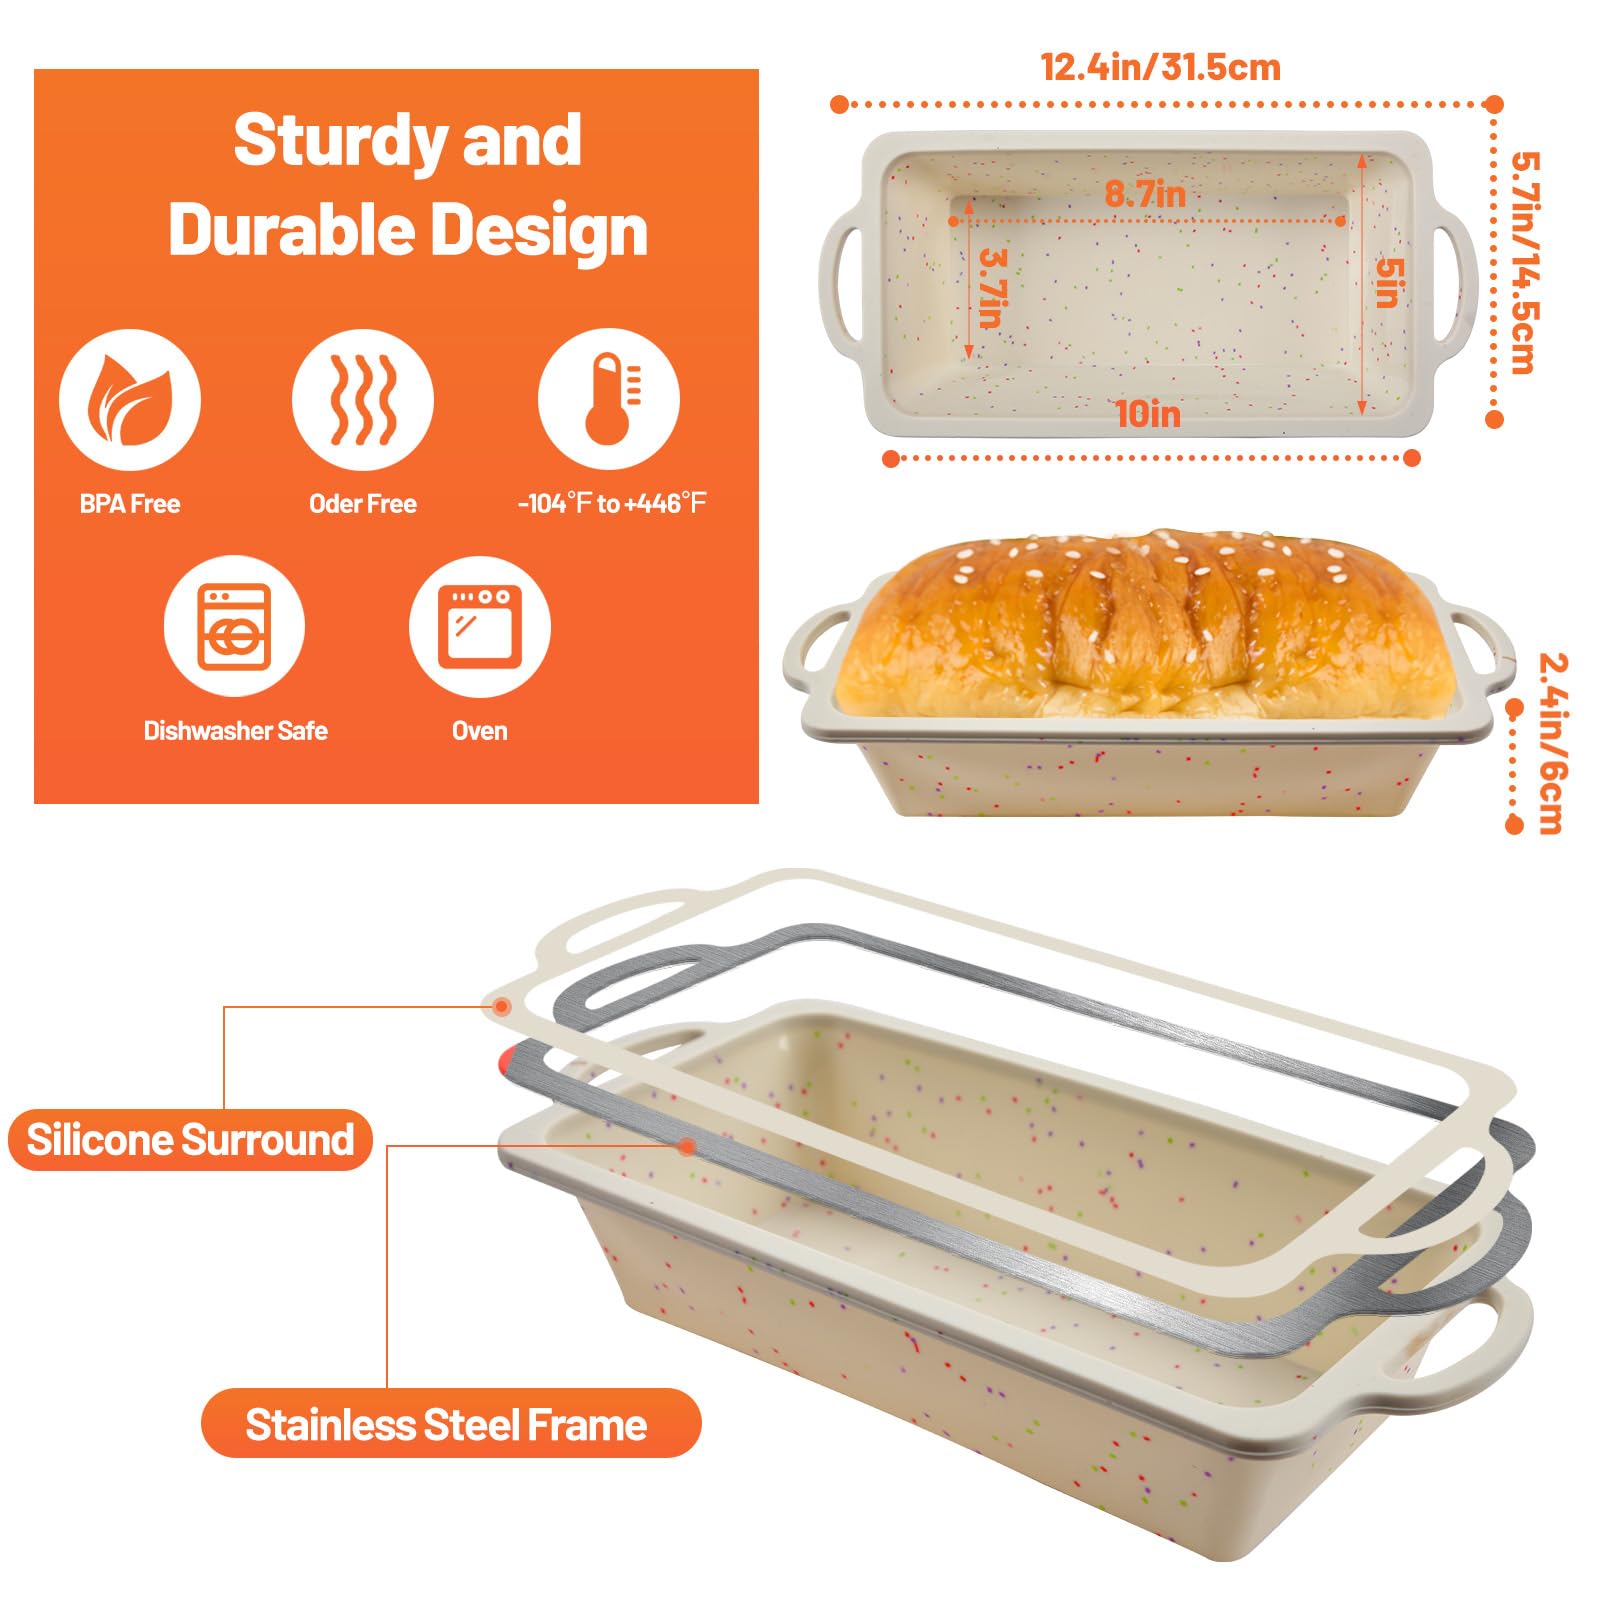 Sturdy and
Durable Design
BPA Free
Oder Free
-104°F to +446°F
Dishwasher Safe
Oven
12.4in/31.5cm
5.7in/14.5cm
8.7in
3.7in
5in
10in
2.4in/6cm
Silicone Surround
Stainless Steel Frame